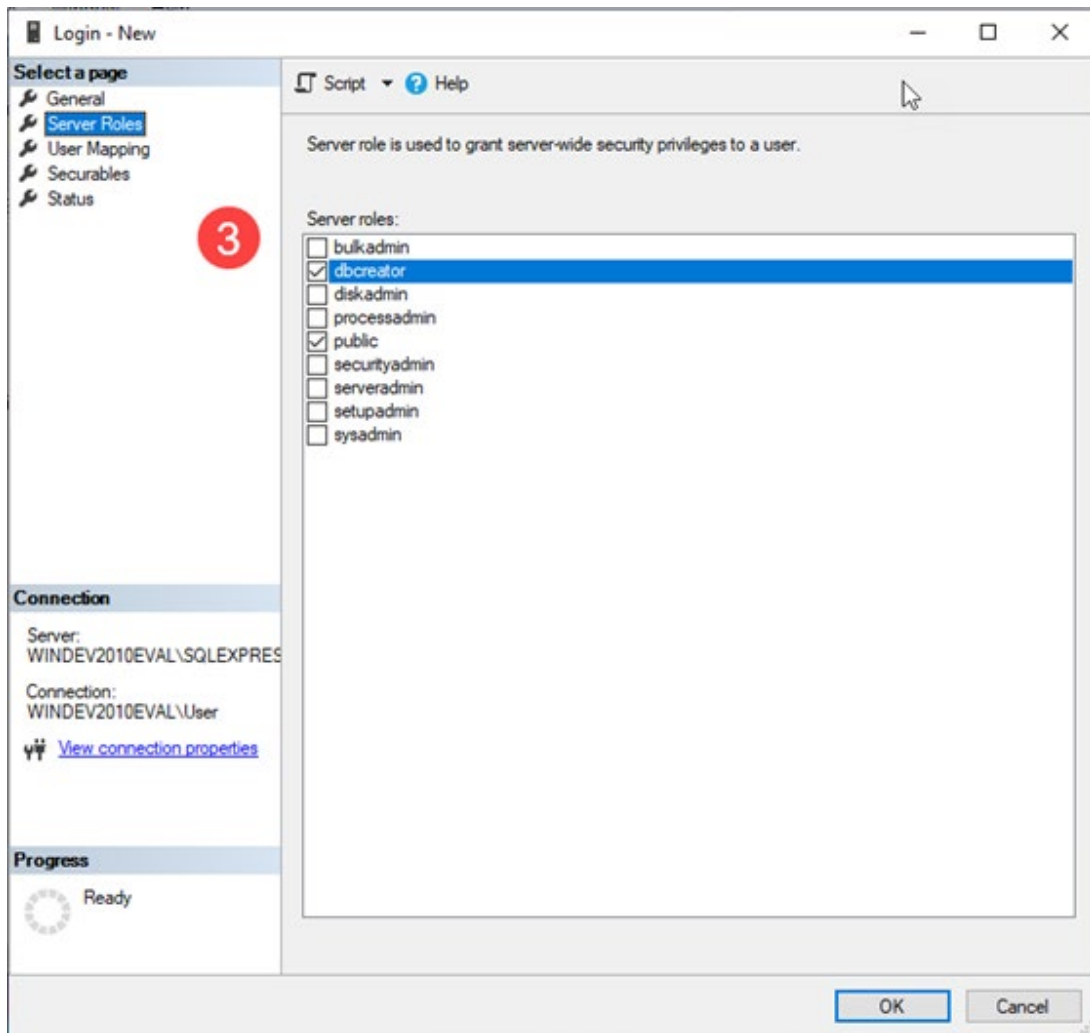 Login - New
Select a page
General
Server Roles
User Mapping
Securables
Status
Script
Help
Server role is used to grant server-wide security privileges to a user.
3
Server roles:
bulkadmin
dbcreator
diskadmin
processadmin
public
securityadmin
serveradmin
setupadmin
sysadmin
Connection
Server:
WINDEV2010EVAL\SQLEXPRES
Connection:
WINDEV2010EVAL\User
View connection properties
Progress
Ready
OK
Cancel